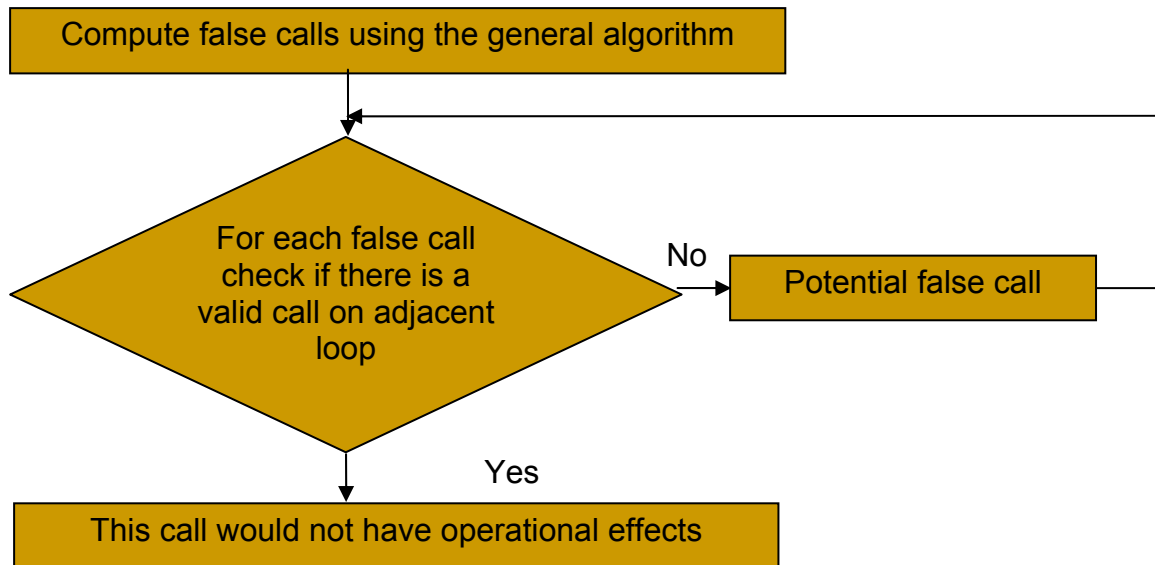 Compute false calls using the general algorithm
For each false call
check if there is a
valid call on adjacent
loop
No
Potential false call
Yes
This call would not have operational effects